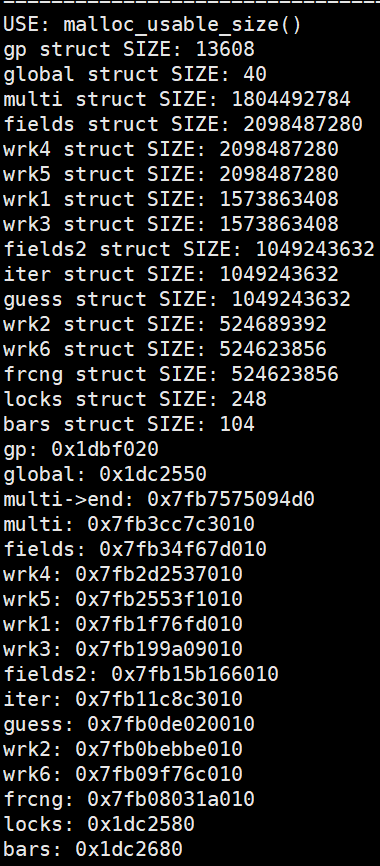 USE: malloc_usable_size()
gp struct SIZE: 13608
global struct SIZE: 40
multi struct SIZE: 1804492784
fields struct SIZE: 2098487280
wrk4 struct SIZE: 2098487280
wrk5 struct SIZE: 2098487280
wrk1 struct SIZE: 1573863408
wrk3 struct SIZE: 1573863408
fields2 struct SIZE: 1049243632
iter struct SIZE: 1049243632
guess struct SIZE: 1049243632
wrk2 struct SIZE: 524689392
wrk6 struct SIZE: 524623856
frcng struct SIZE: 524623856
locks struct SIZE: 248
bars struct SIZE: 104
gp: 0x1dbf020
global: 0x1dc2550
multi->end: 0x7fb7575094d0
multi: 0x7fb3cc7c3010
fields: 0x7fb34f67d010
wrk4: 0x7fb2d2537010
wrk5: 0x7fb2553f1010
wrk1: 0x7fb1f76fd010
wrk3: 0x7fb199a09010
fields2: 0x7fb15b166010
iter: 0x7fb11c8c3010
guess: 0x7fb0de020010
wrk2: 0x7fb0bebbe010
wrk6: 0x7fb09f76c010
frcng: 0x7fb08031a010
locks: 0x1dc2580
bars: 0x1dc2680